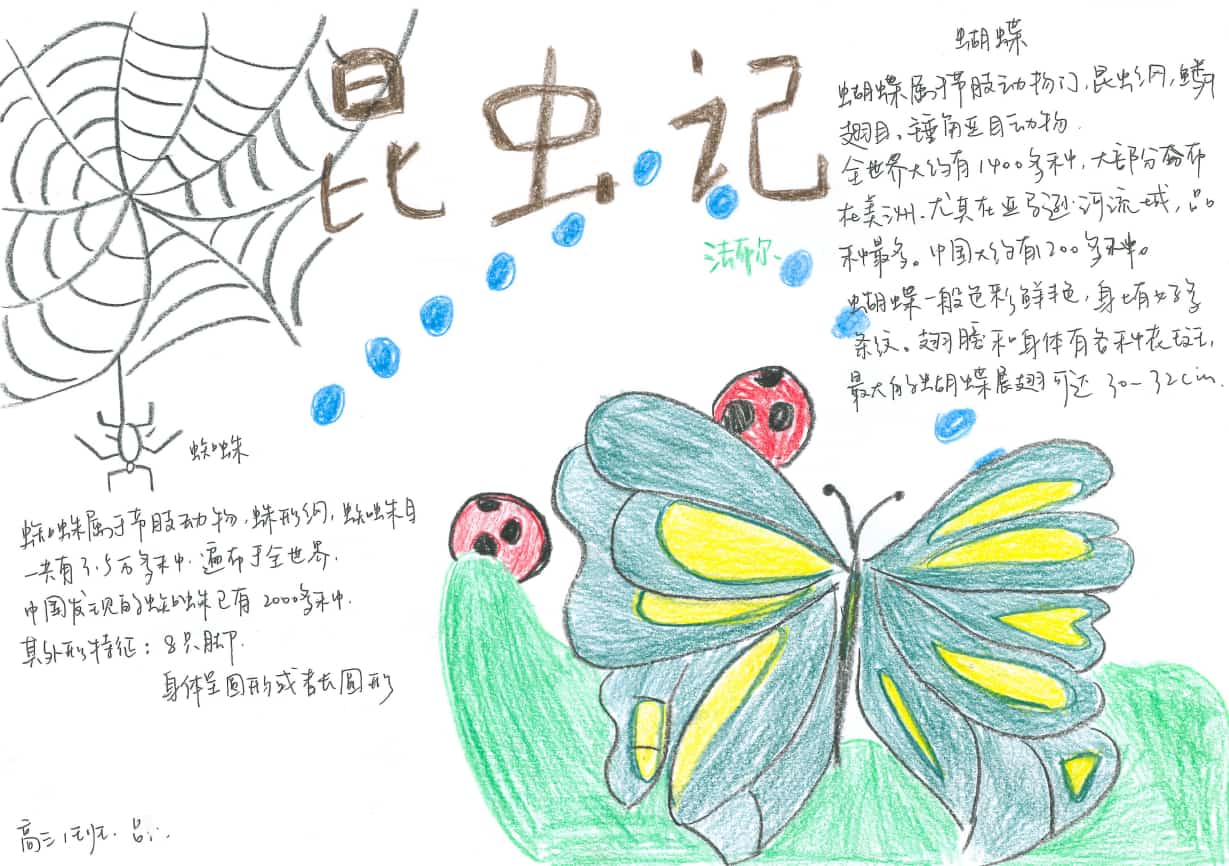 昆虫记
法布尔
蝴蝶
蝴蝶属于节肢动物门,昆虫纲,鳞
翅目。锤角亚目动物.
全世界大约有1400多种,大部分分布
在美洲.尤其在亚马逊河流域,品
种最多。中国大约有1200多种。
蝴蝶一般色彩鲜艳,身上有好多
条纹。翅膀和身体有各种花斑,
最大的蝴蝶展翅可达 30-32cm.
蜘蛛
蜘蛛属于节肢动物,蛛形纲,蜘蛛目
一共有3.5万多种.遍布于全世界.
中国发现的蜘蛛已有2000多种.
其外形特征:8只脚.
身体呈圆形或者长圆形
高三